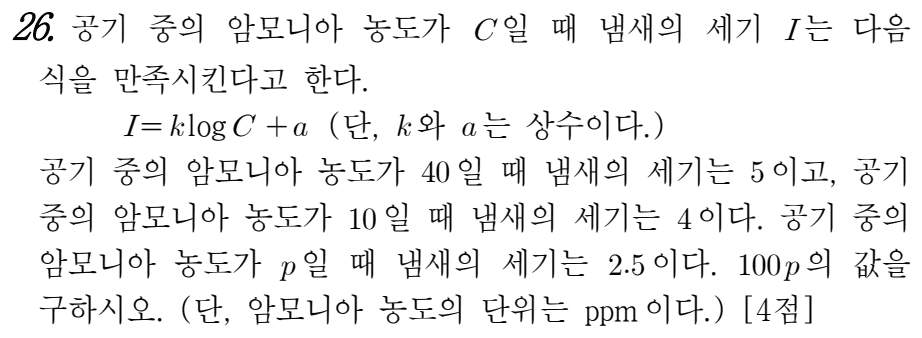 26. 공기 중의 암모니아 농도가 C일 때 냄새의 세기 I는 다음
식을 만족시킨다고 한다.
I=klogC+a (단, k와 a는 상수이다.)
공기 중의 암모니아 농도가 40일 때 냄새의 세기는 5이고, 공기
중의 암모니아 농도가 10일 때 냄새의 세기는 4이다. 공기 중의
암모니아 농도가 p일 때 냄새의 세기는 2.5이다. 100p의 값을
구하시오. (단, 암모니아 농도의 단위는 ppm이다.) [4점]